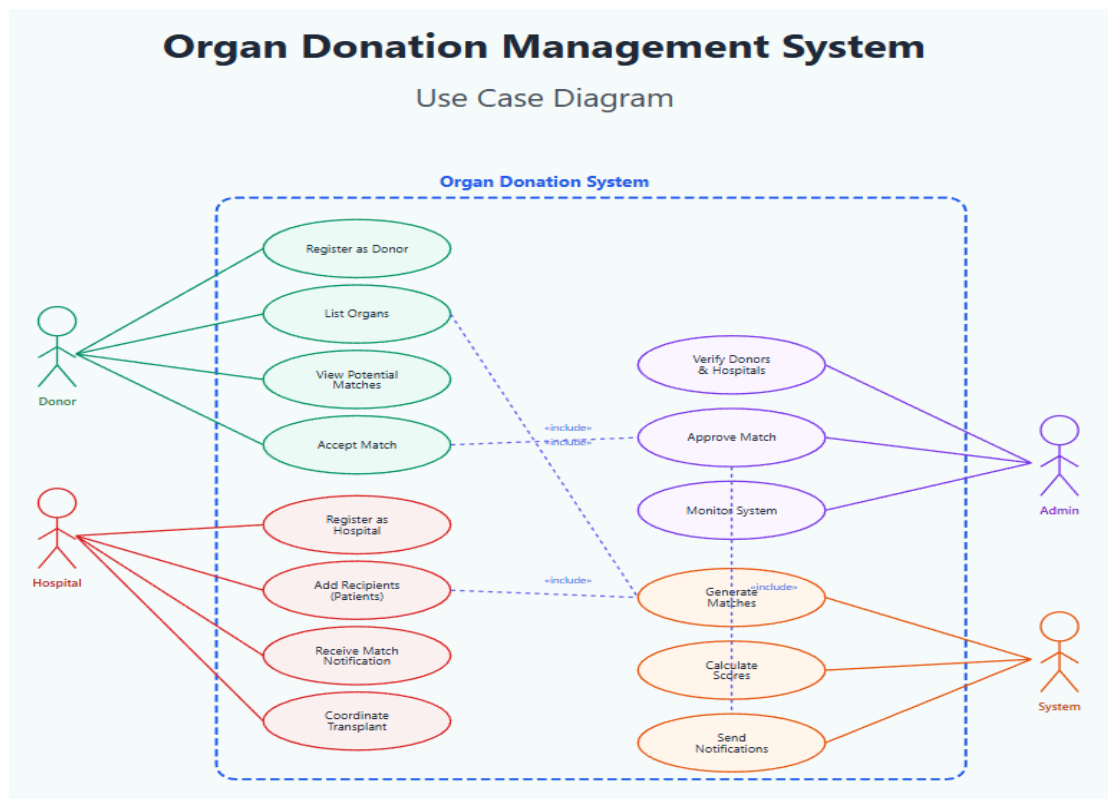 Organ Donation Management System
Use Case Diagram
Organ Donation System
Register as Donor
List Organs
View Potential
Matches
Accept Match
Donor
Register as
Hospital
Add Recipients
(Patients)
Receive Match
Notification
Coordinate
Transplant
Hospital
«include»
«include»
«include»
«include»
Verify Donors
& Hospitals
Approve Match
Monitor System
Admin
Generate
Matches
Calculate
Scores
Send
Notifications
System